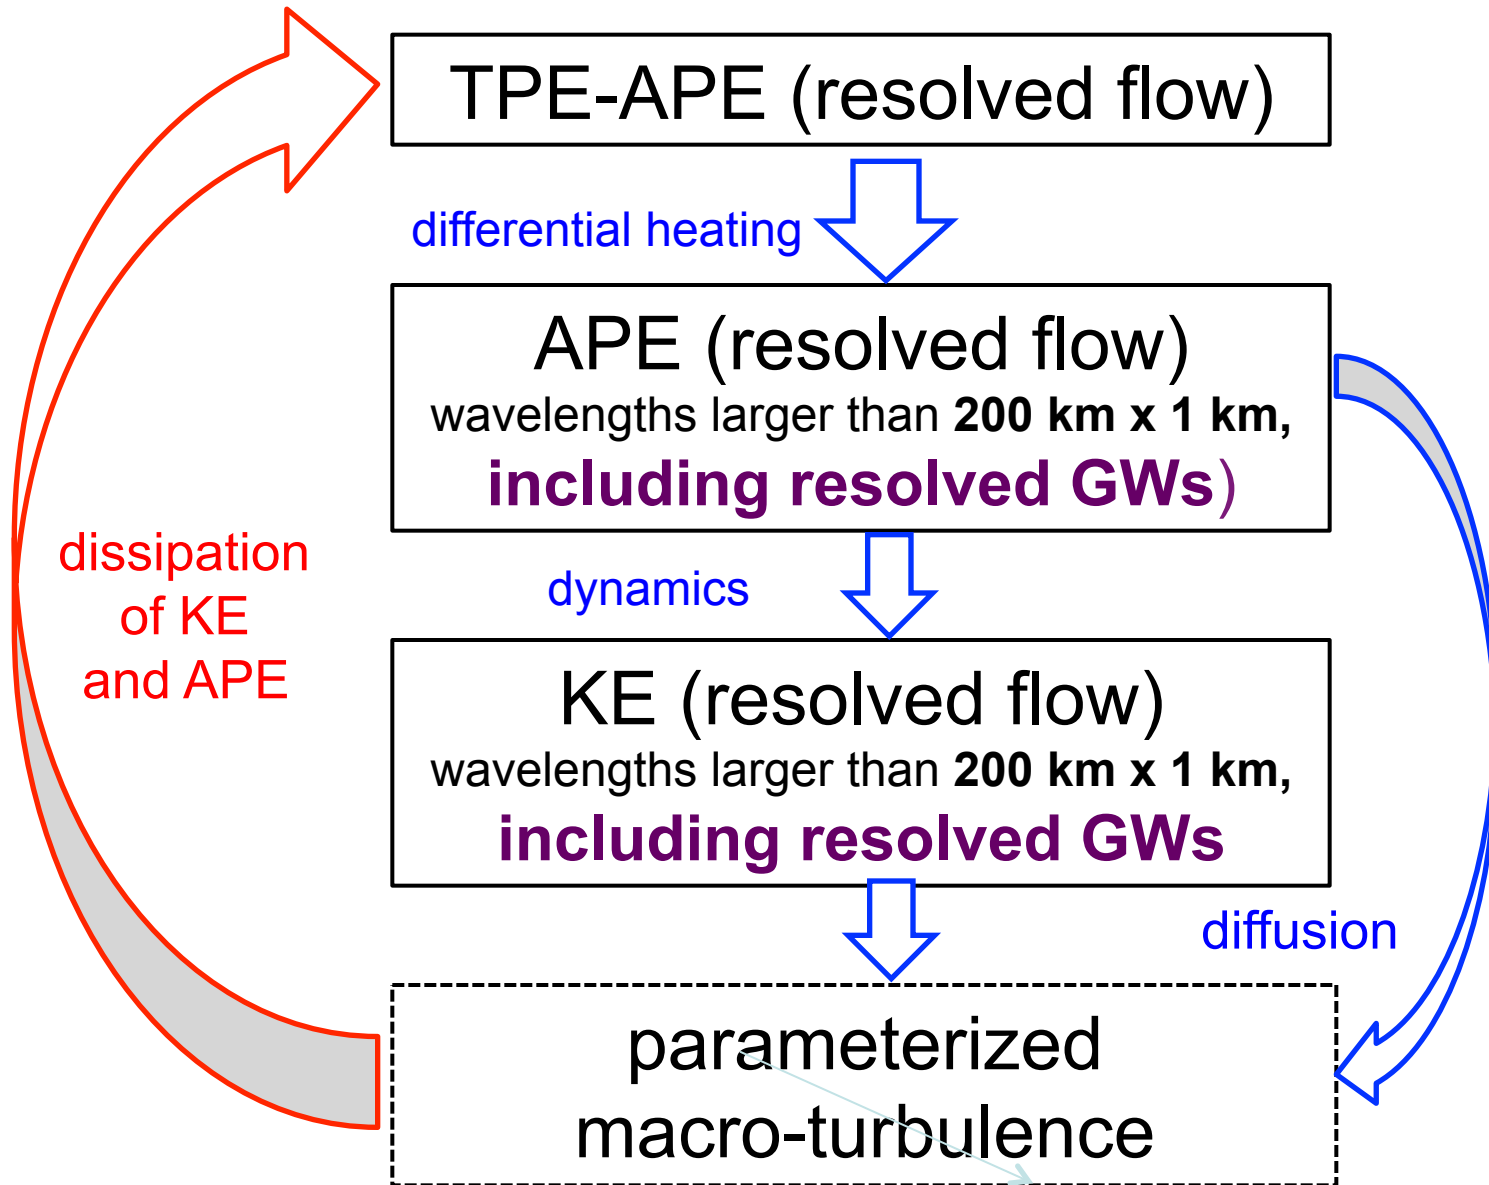 TPE-APE (resolved flow)
differential heating
APE (resolved flow)
wavelengths larger than 200 km x 1 km,
including resolved GWs)
dissipation
of KE
and APE
dynamics
KE (resolved flow)
wavelengths larger than 200 km x 1 km,
including resolved GWs
diffusion
parameterized
macro-turbulence